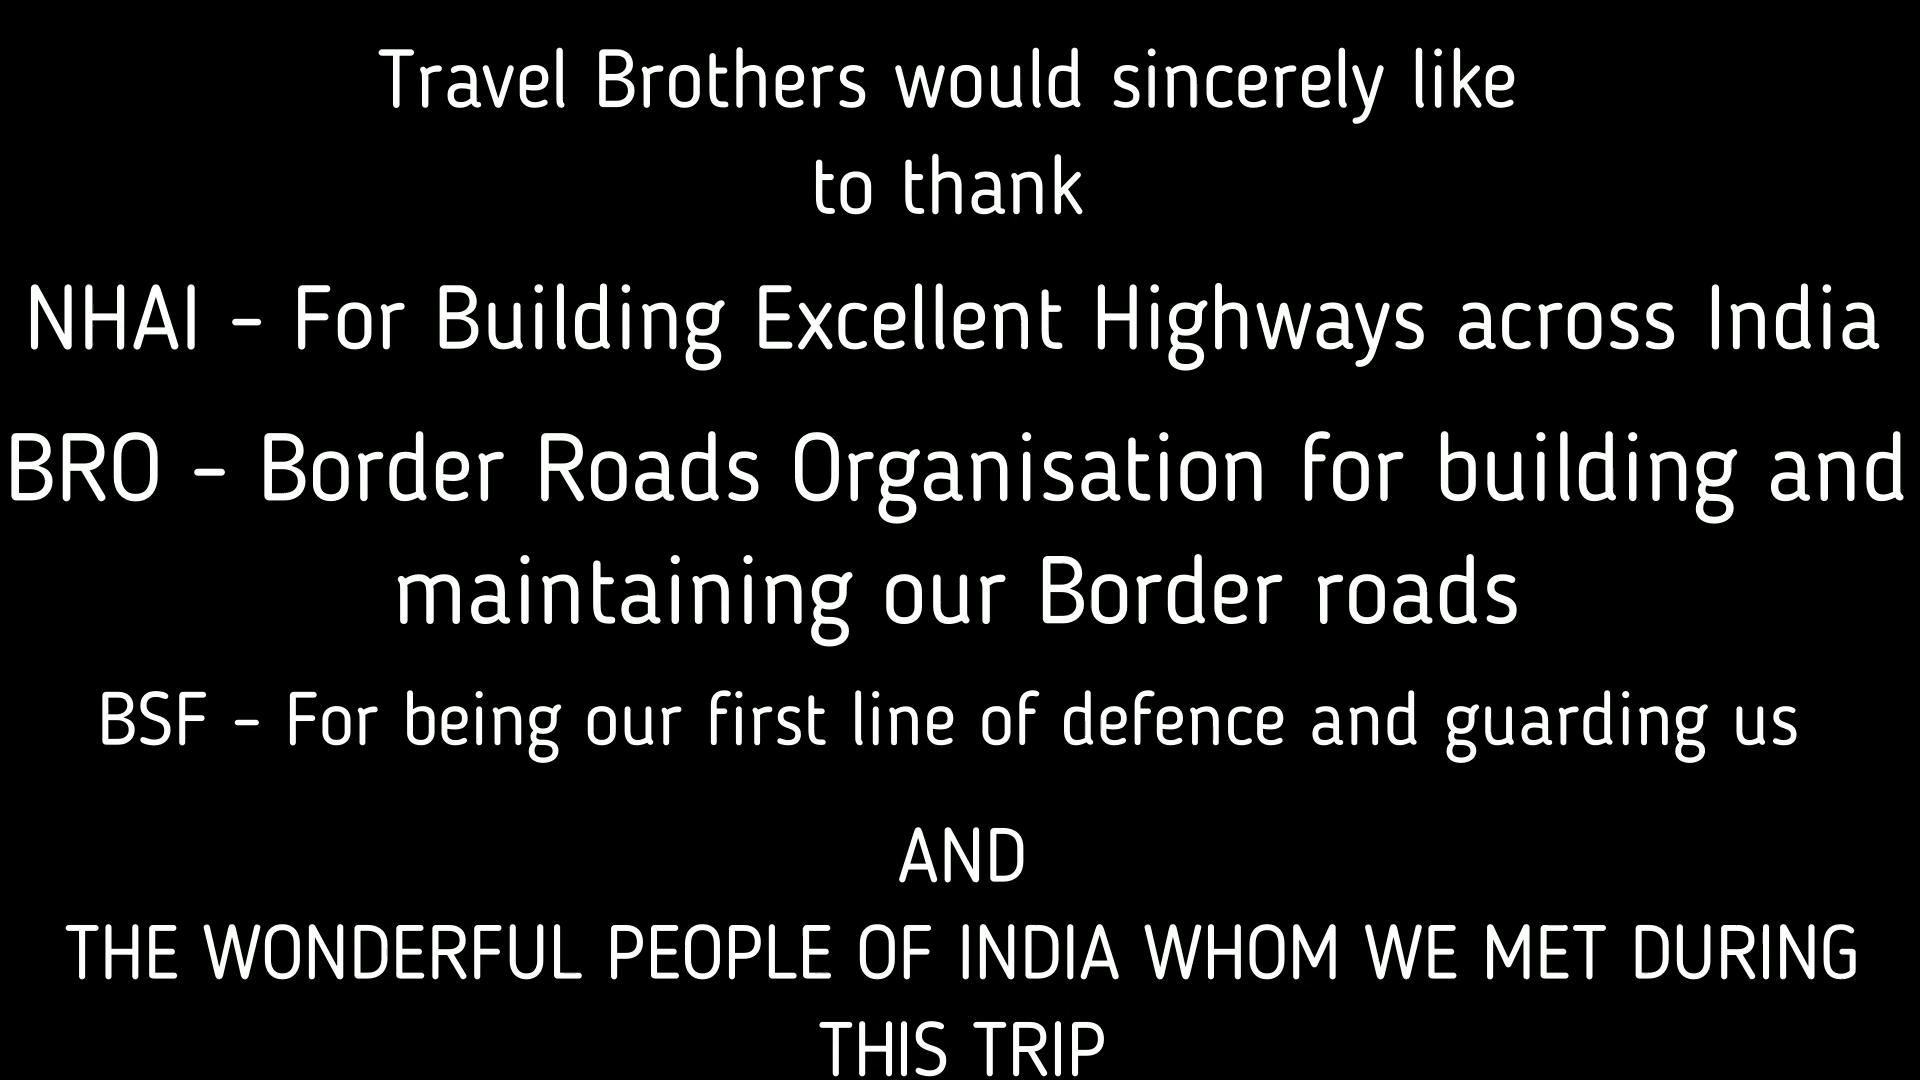 Travel Brothers would sincerely like
to thank
NHAI - For Building Excellent Highways across India
BRO - Border Roads Organisation for building and
maintaining our Border roads
BSF - For being our first line of defence and guarding us
AND
THE WONDERFUL PEOPLE OF INDIA WHOM WE MET DURING
THIS TRIP